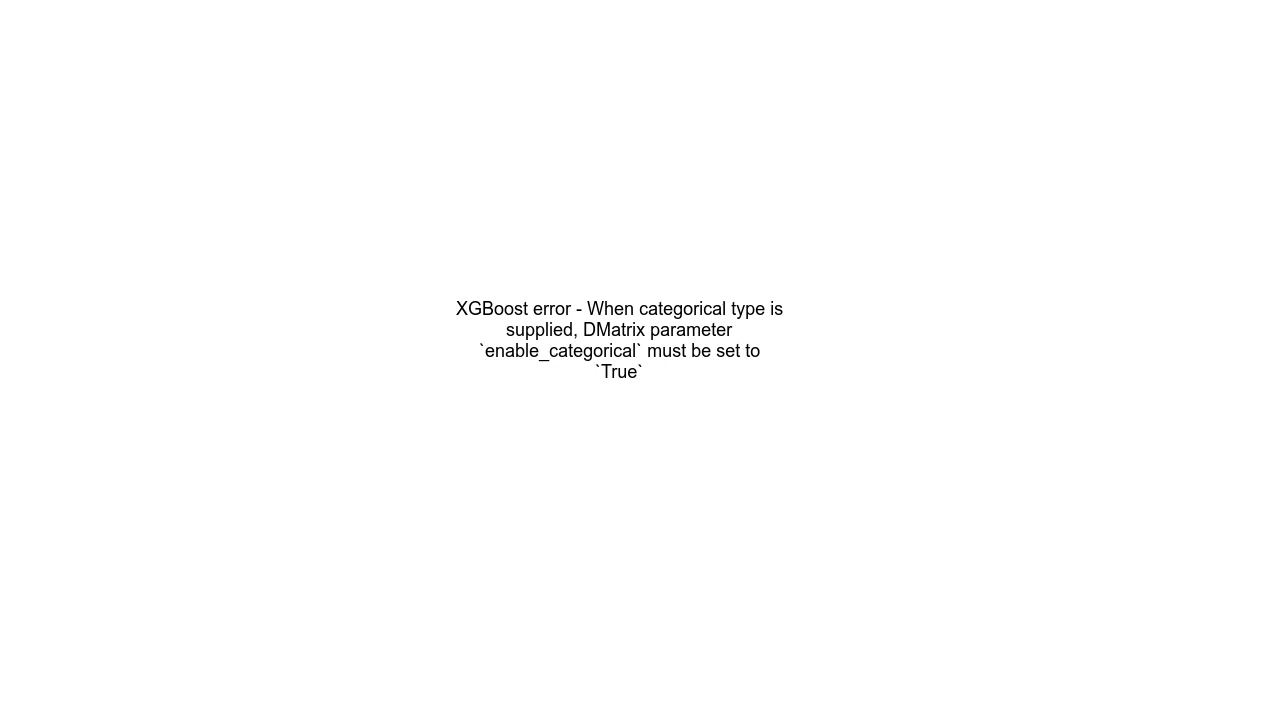 XGBoost error - When categorical type is
supplied, DMatrix parameter
`enable_categorical` must be set to
`True`